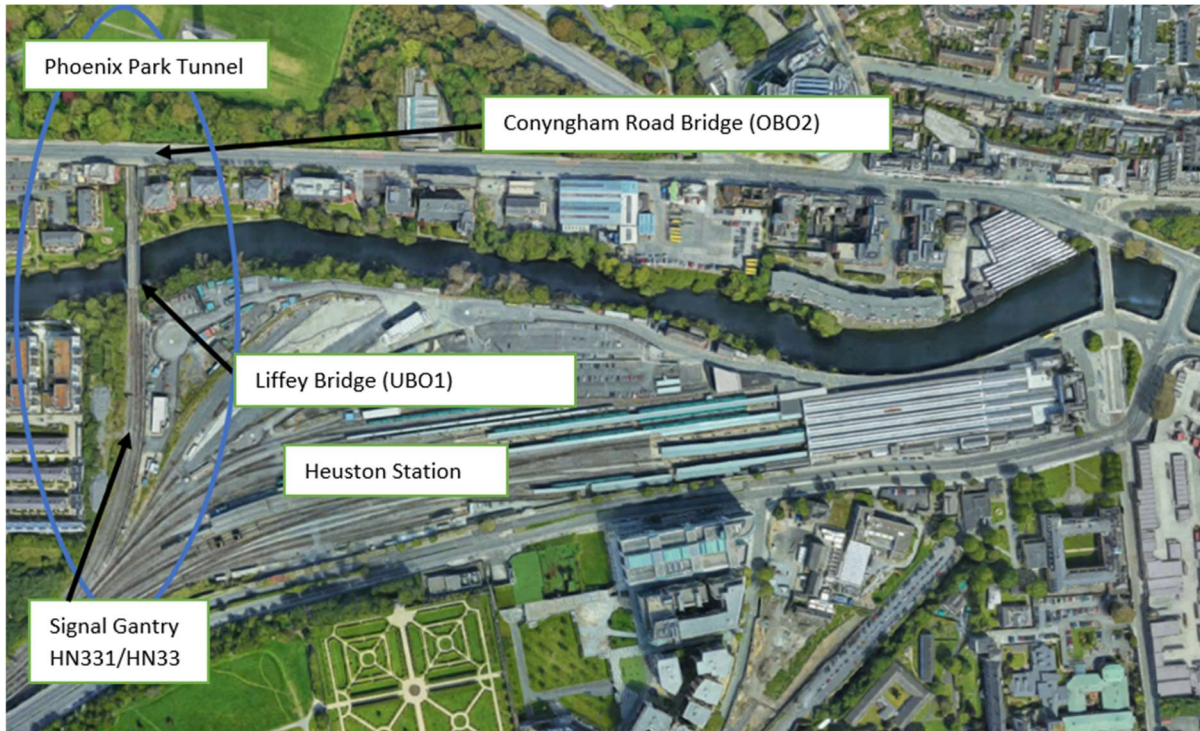 Phoenix Park Tunnel
Conyngham Road Bridge (OBO2)
Liffey Bridge (UBO1)
Heuston Station
Signal Gantry
HN331/HN33